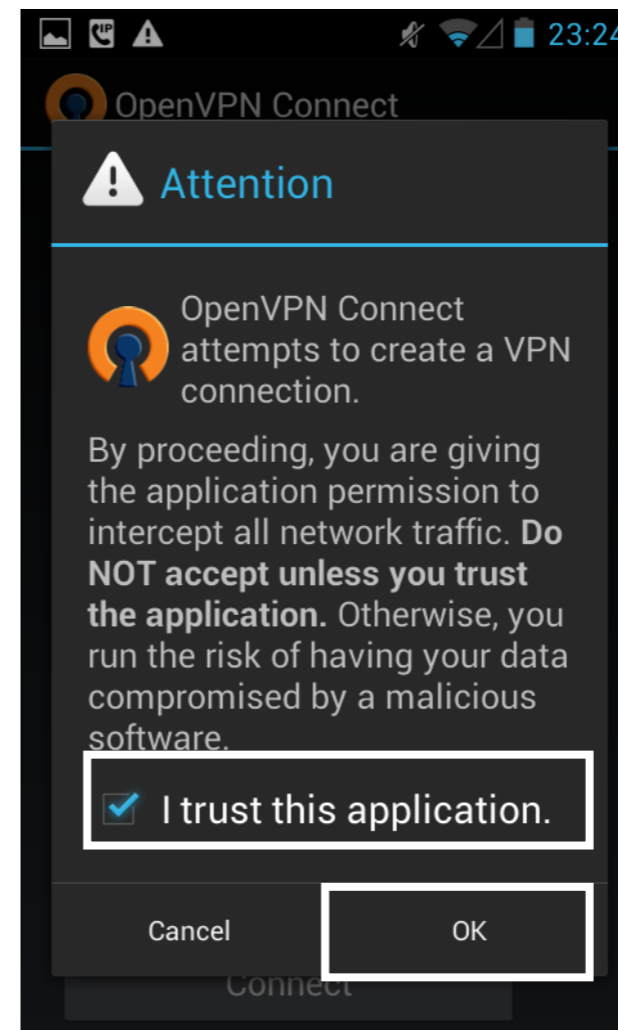 IP
23:24
OpenVPN Connect
Attention
OpenVPN Connect
attempts to create a VPN
connection.
By proceeding, you are giving
the application permission to
intercept all network traffic. Do
NOT accept unless you trust
the application. Otherwise, you
run the risk of having your data
compromised by a malicious
software.
I trust this application.
Cancel OK
Connect